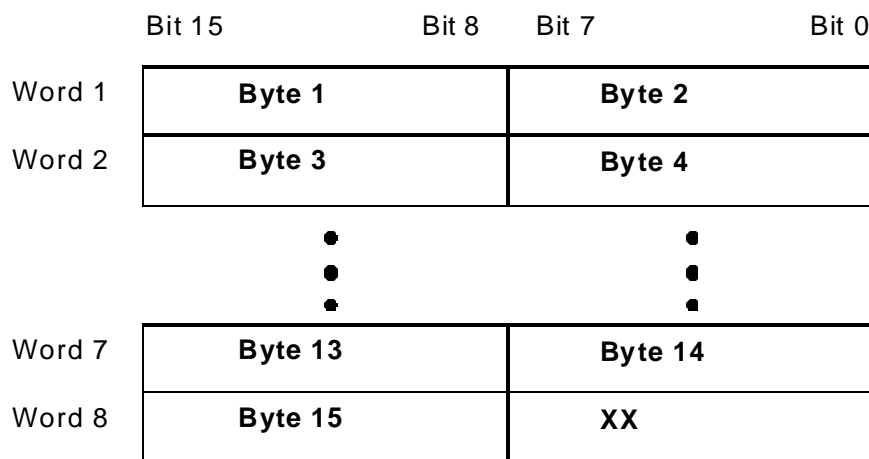 Bit 15 Bit 8 Bit 7 Bit 0
Word 1 Byte 1 Byte 2
Word 2 Byte 3 Byte 4
Word 7 Byte 13 Byte 14
Word 8 Byte 15 XX